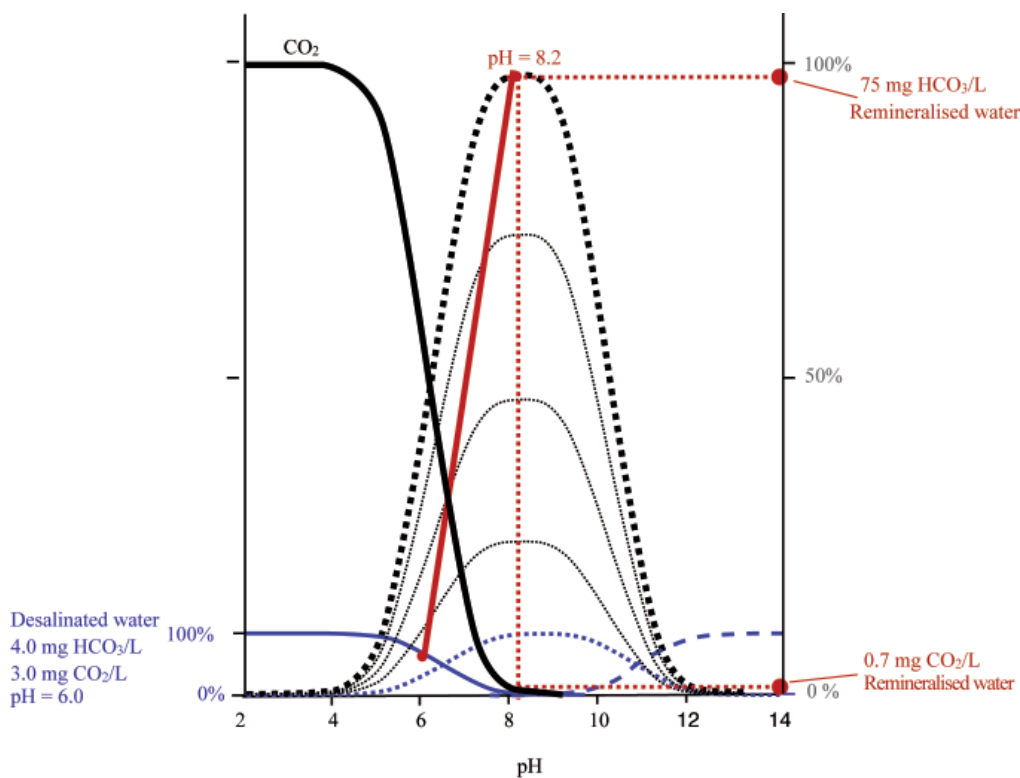 CO₂
pH = 8.2
100%
75 mg HCO₃/L
Remineralised water
50%
Desalinated water
4.0 mg HCO₃/L
3.0 mg CO₂/L
pH = 6.0
100%
0%
0.7 mg CO₂/L
0 %
Remineralised water
2 4 6 8 10 12 14
pH